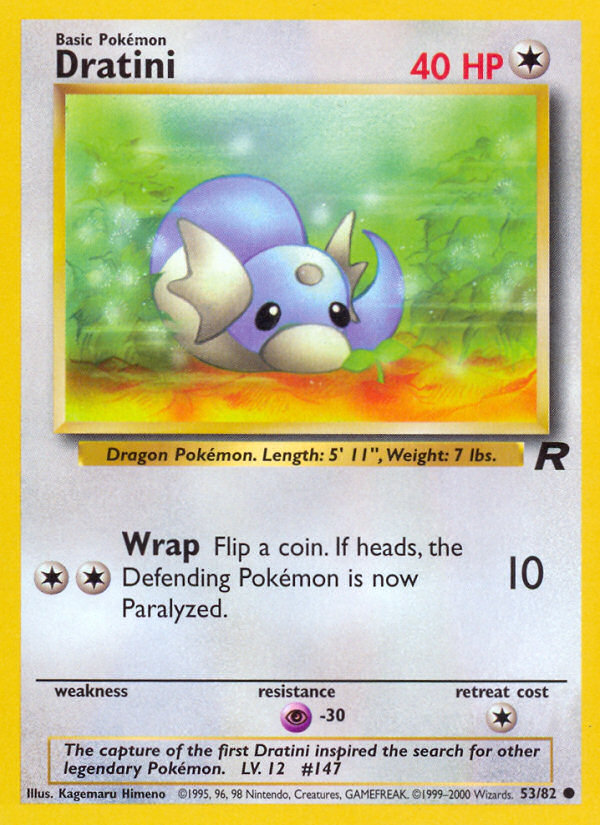 Basic Pokémon
Dratini
40 HP
Dragon Pokémon. Length: 5' 11", Weight: 7 lbs.
R
Wrap Flip a coin. If heads, the
Defending Pokémon is now
Paralyzed.
10
weakness resistance retreat cost
-30
The capture of the first Dratini inspired the search for other
legendary Pokémon. LV. 12 #147
Illus. Kagemaru Himeno ©1995, 96, 98 Nintendo, Creatures, GAMEFREAK. ©1999-2000 Wizards. 53/82